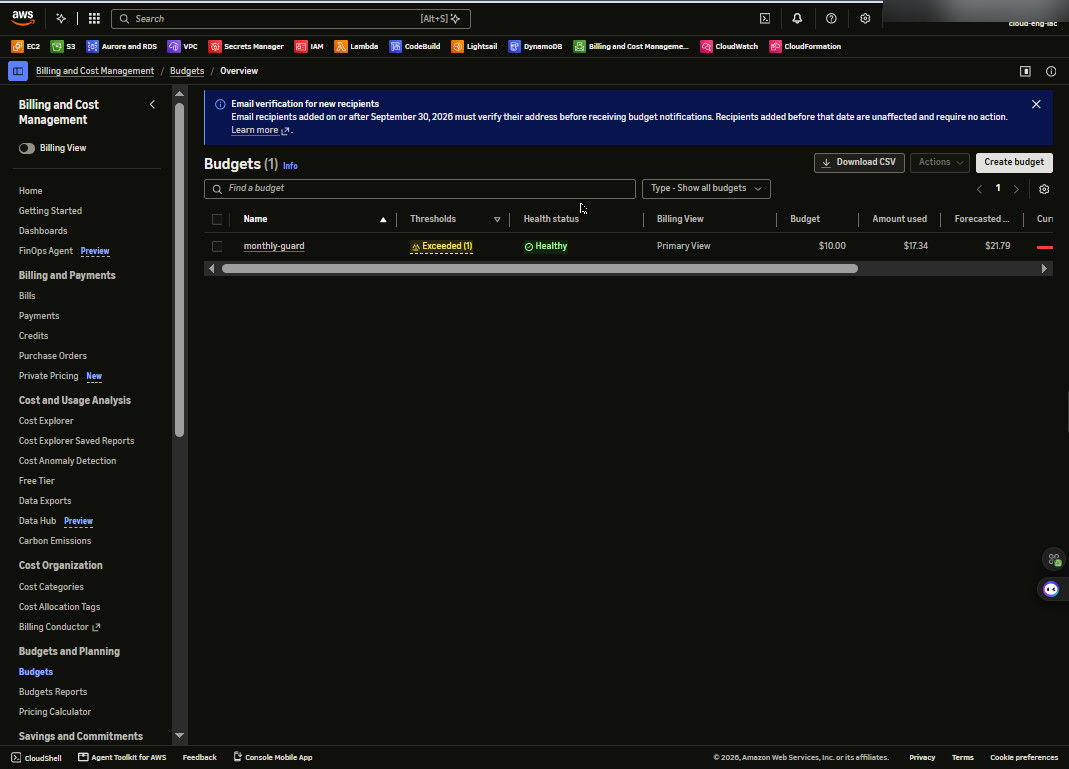 aws
Search
[Alt+S]
cloud-eng-lac
EC2 S3 Aurora and RDS VPC Secrets Manager IAM Lambda CodeBuild Lightsail DynamoDB Billing and Cost Manageme... CloudWatch CloudFormation
Billing and Cost Management / Budgets / Overview
Billing and Cost
Management
Billing View
Home
Getting Started
Dashboards
FinOps Agent Preview
Billing and Payments
Bills
Payments
Credits
Purchase Orders
Private Pricing New
Cost and Usage Analysis
Cost Explorer
Cost Explorer Saved Reports
Cost Anomaly Detection
Free Tier
Data Exports
Data Hub Preview
Carbon Emissions
Cost Organization
Cost Categories
Cost Allocation Tags
Billing Conductor
Budgets and Planning
Budgets
Budgets Reports
Pricing Calculator
Savings and Commitments
Email verification for new recipients
Email recipients added on or after September 30, 2026 must verify their address before receiving budget notifications. Recipients added before that date are unaffected and require no action.
Learn more .
Budgets (1) Info
Download CSV Actions Create budget
Find a budget
Type - Show all budgets
1
Name Thresholds Health status Billing View Budget Amount used Forecasted ... Curr
monthly-guard Exceeded (1) Healthy Primary View $10.00 $17.34 $21.79
CloudShell Agent Toolkit for AWS Feedback Console Mobile App
© 2026, Amazon Web Services, Inc. or its affiliates. Privacy Terms Cookie preferences